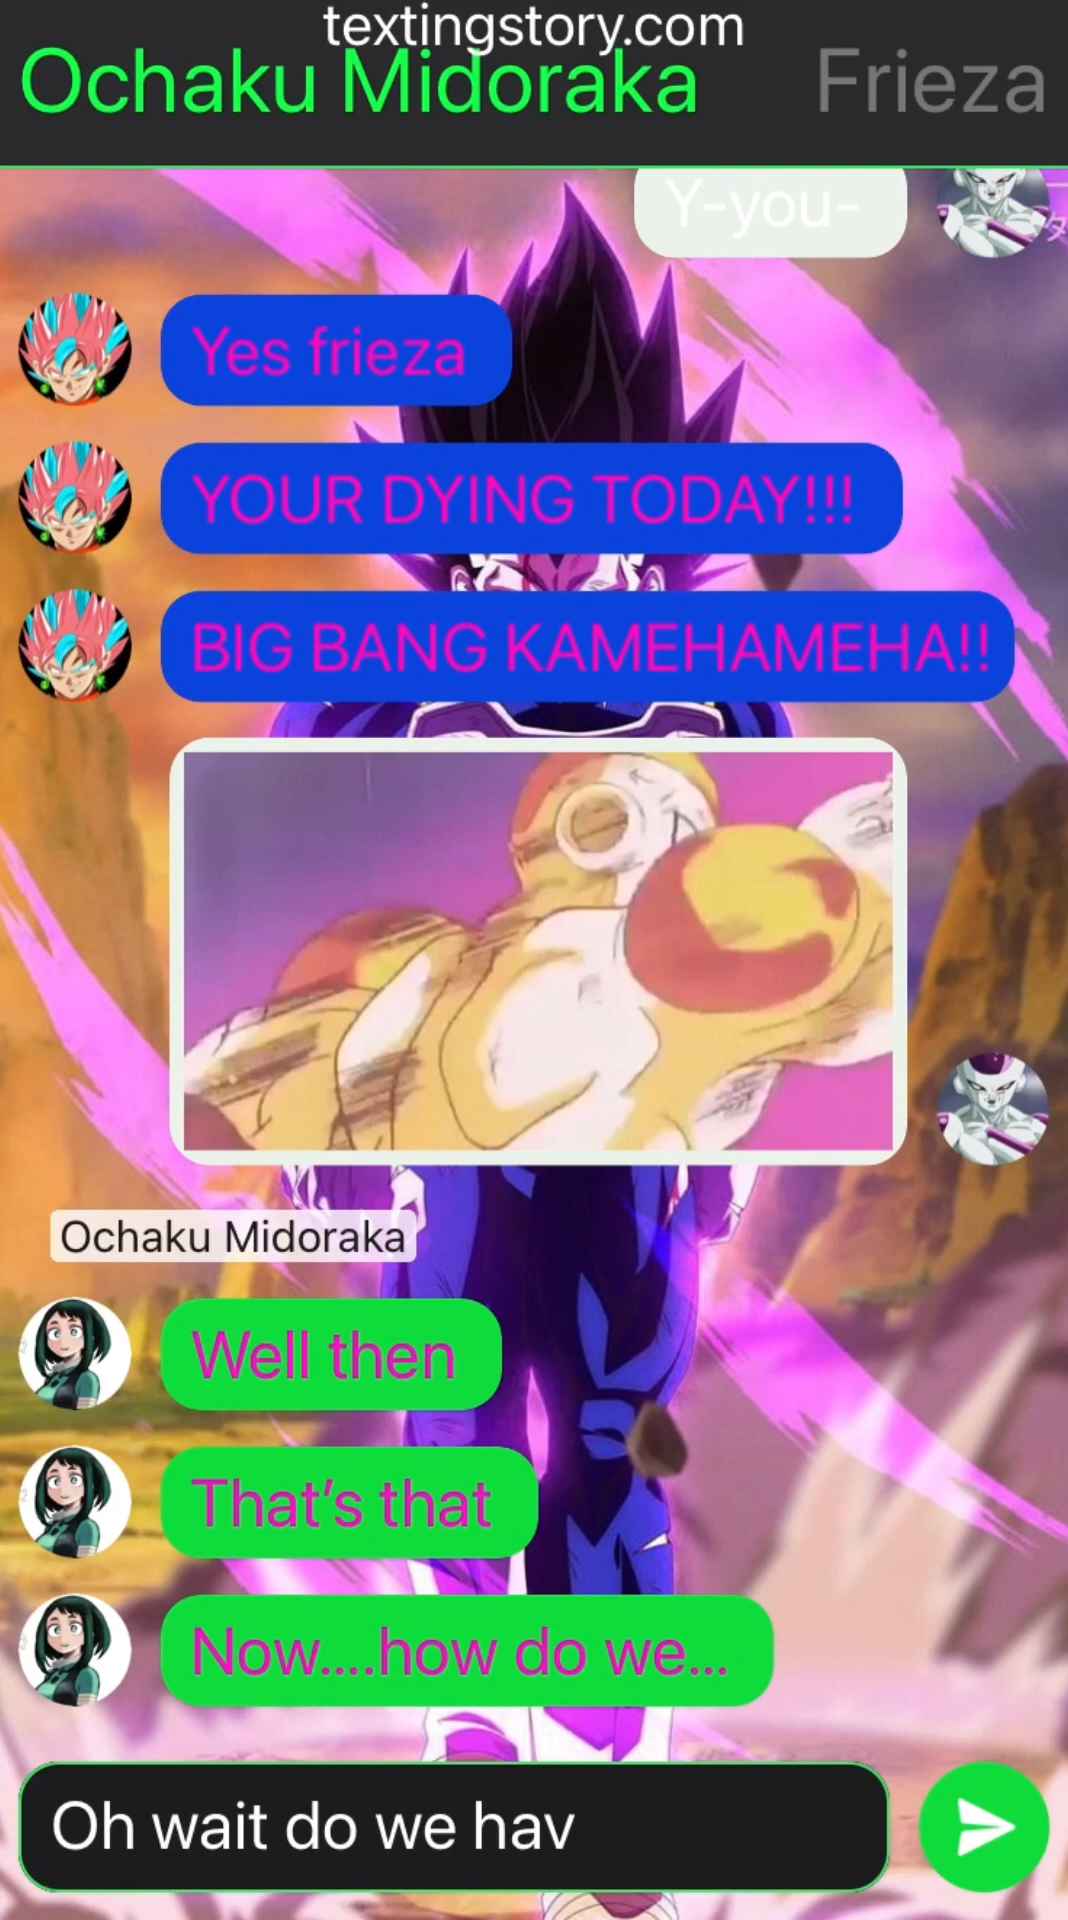 textingstory.com
Ochaku Midoraka
Frieza
Y-you-
Yes frieza
YOUR DYING TODAY!!!
BIG BANG KAMEHAMEHA!!
Ochaku Midoraka
Well then
That’s that
Now....how do we...
Oh wait do we hav